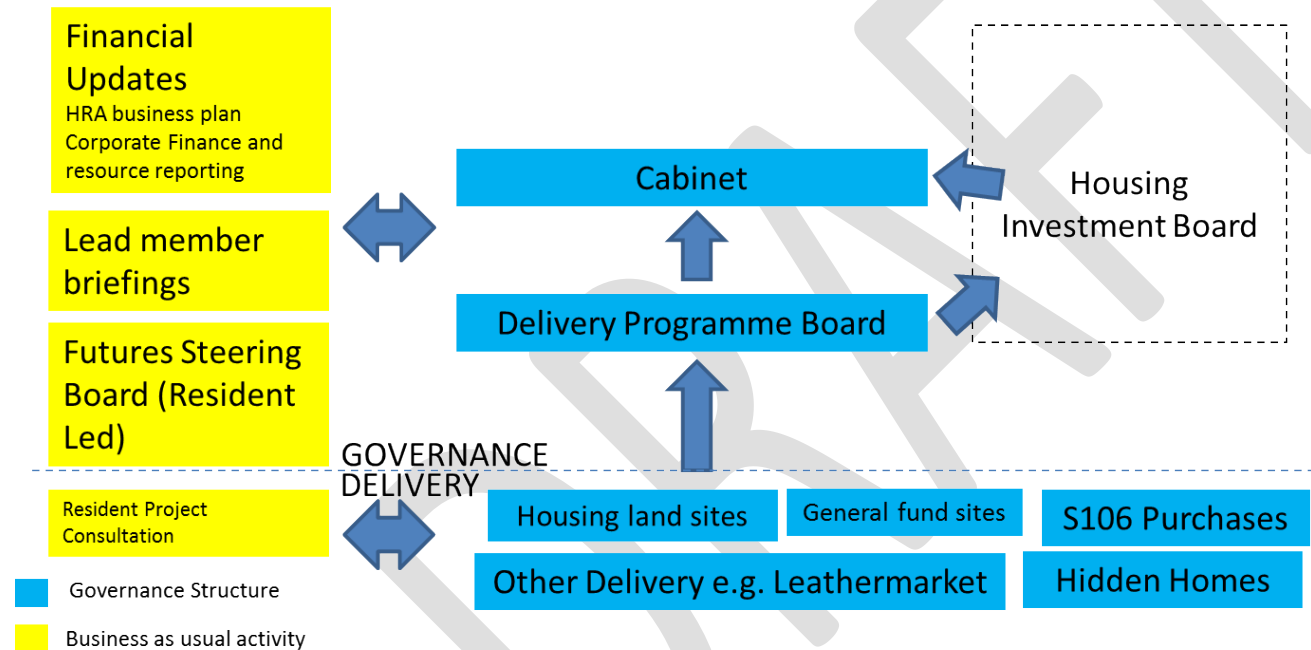 Financial
Updates
HRA business plan
Corporate Finance and
resource reporting
Lead member
briefings
Futures Steering
Board (Resident
Led)
Cabinet
Delivery Programme Board
Housing
Investment Board
GOVERNANCE
DELIVERY
Resident Project
Consultation
Housing land sites
General fund sites
S106 Purchases
Other Delivery e.g. Leathermarket
Hidden Homes
Governance Structure
Business as usual activity
DRAFT